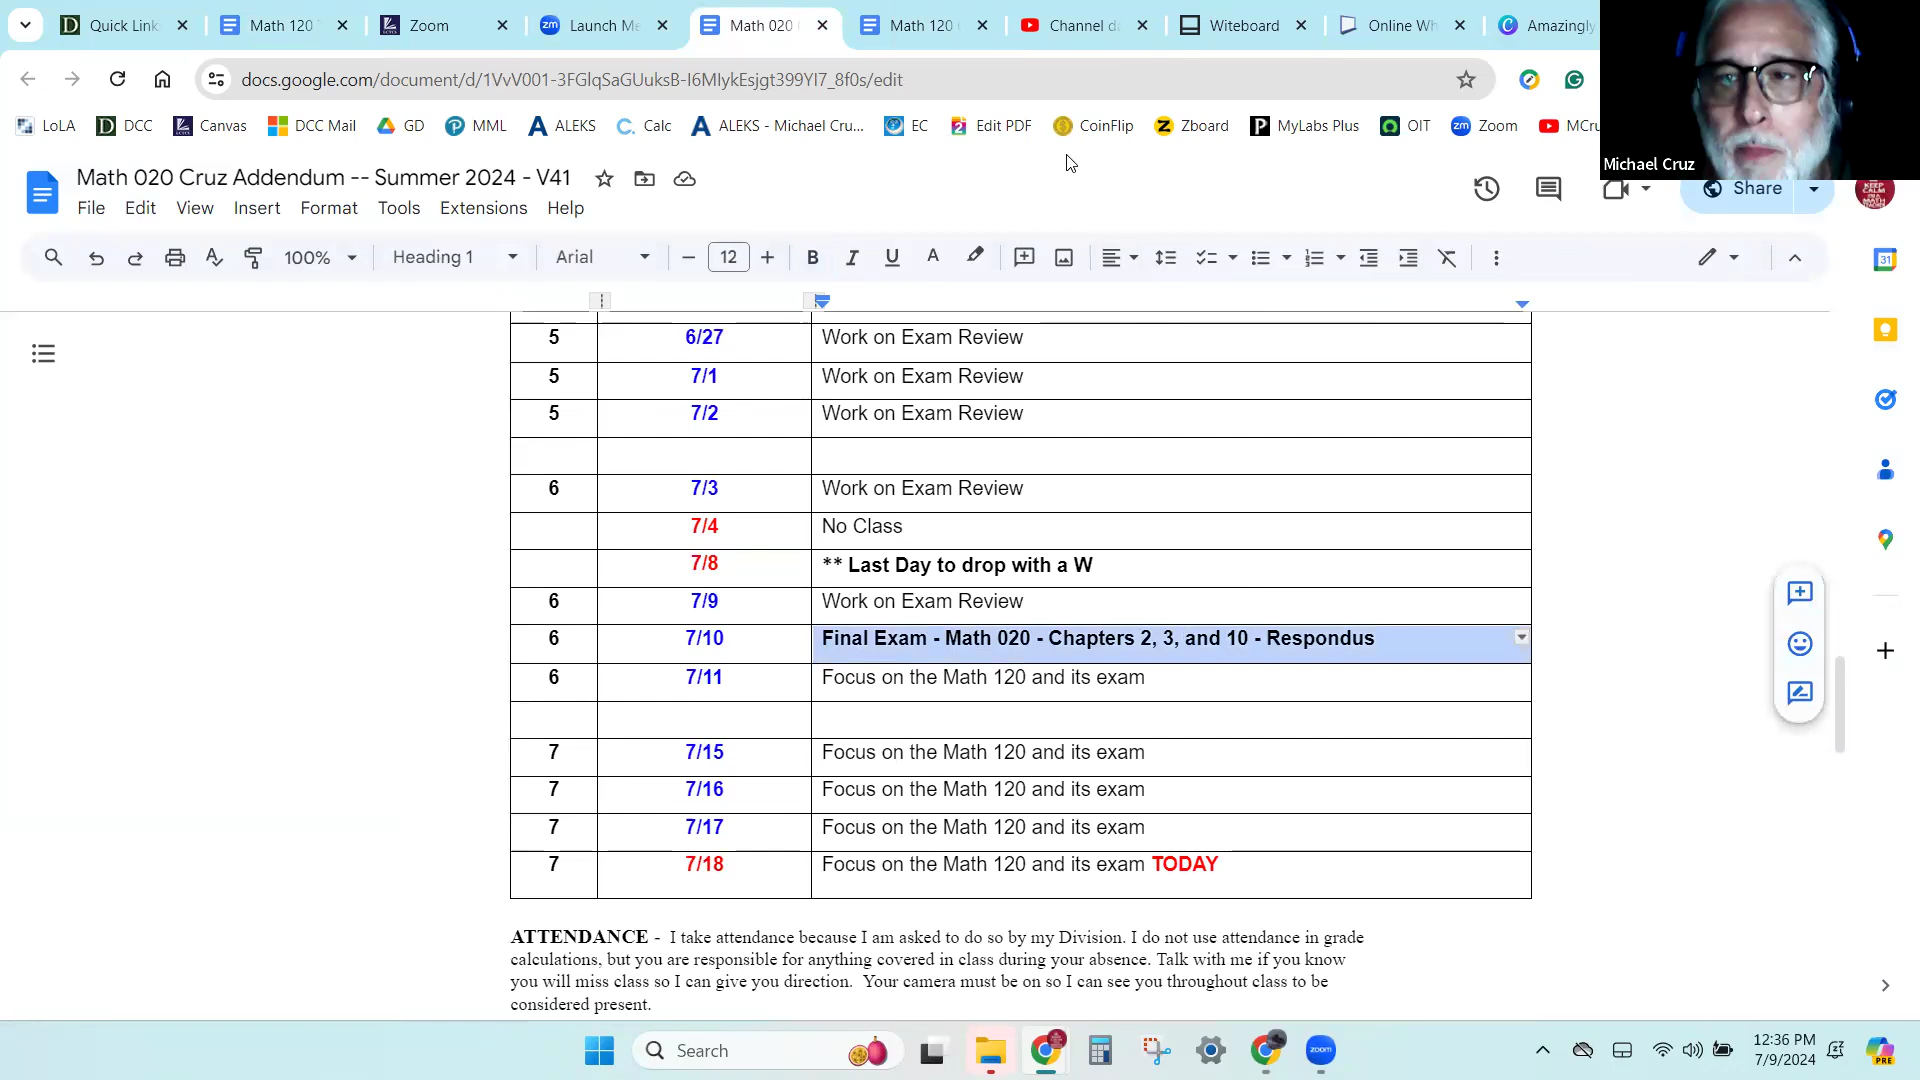 Quick Link
Math 120
Zoom
Launch Me
Math 020
Math 120
Channel da
Witeboard
Online Wh
Amazingly
docs.google.com/document/d/1VvV001-3FGlqSaGUuksB-I6MIykEsjgt399YI7_8f0s/edit
LoLA DCC Canvas DCC Mail GD MML ALEKS Calc ALEKS - Michael Cru... EC Edit PDF CoinFlip Zboard MyLabs Plus OIT Zoom MCru
Michael Cruz
Math 020 Cruz Addendum -- Summer 2024 - V41
Share
File Edit View Insert Format Tools Extensions Help
100% Heading 1 Arial 12
5 6/27 Work on Exam Review
5 7/1 Work on Exam Review
5 7/2 Work on Exam Review
6 7/3 Work on Exam Review
7/4 No Class
7/8 ** Last Day to drop with a W
6 7/9 Work on Exam Review
6 7/10 Final Exam - Math 020 - Chapters 2, 3, and 10 - Respondus
6 7/11 Focus on the Math 120 and its exam
7 7/15 Focus on the Math 120 and its exam
7 7/16 Focus on the Math 120 and its exam
7 7/17 Focus on the Math 120 and its exam
7 7/18 Focus on the Math 120 and its exam TODAY
ATTENDANCE - I take attendance because I am asked to do so by my Division. I do not use attendance in grade
calculations, but you are responsible for anything covered in class during your absence. Talk with me if you know
you will miss class so I can give you direction. Your camera must be on so I can see you throughout class to be
considered present.
Search
12:36 PM
7/9/2024